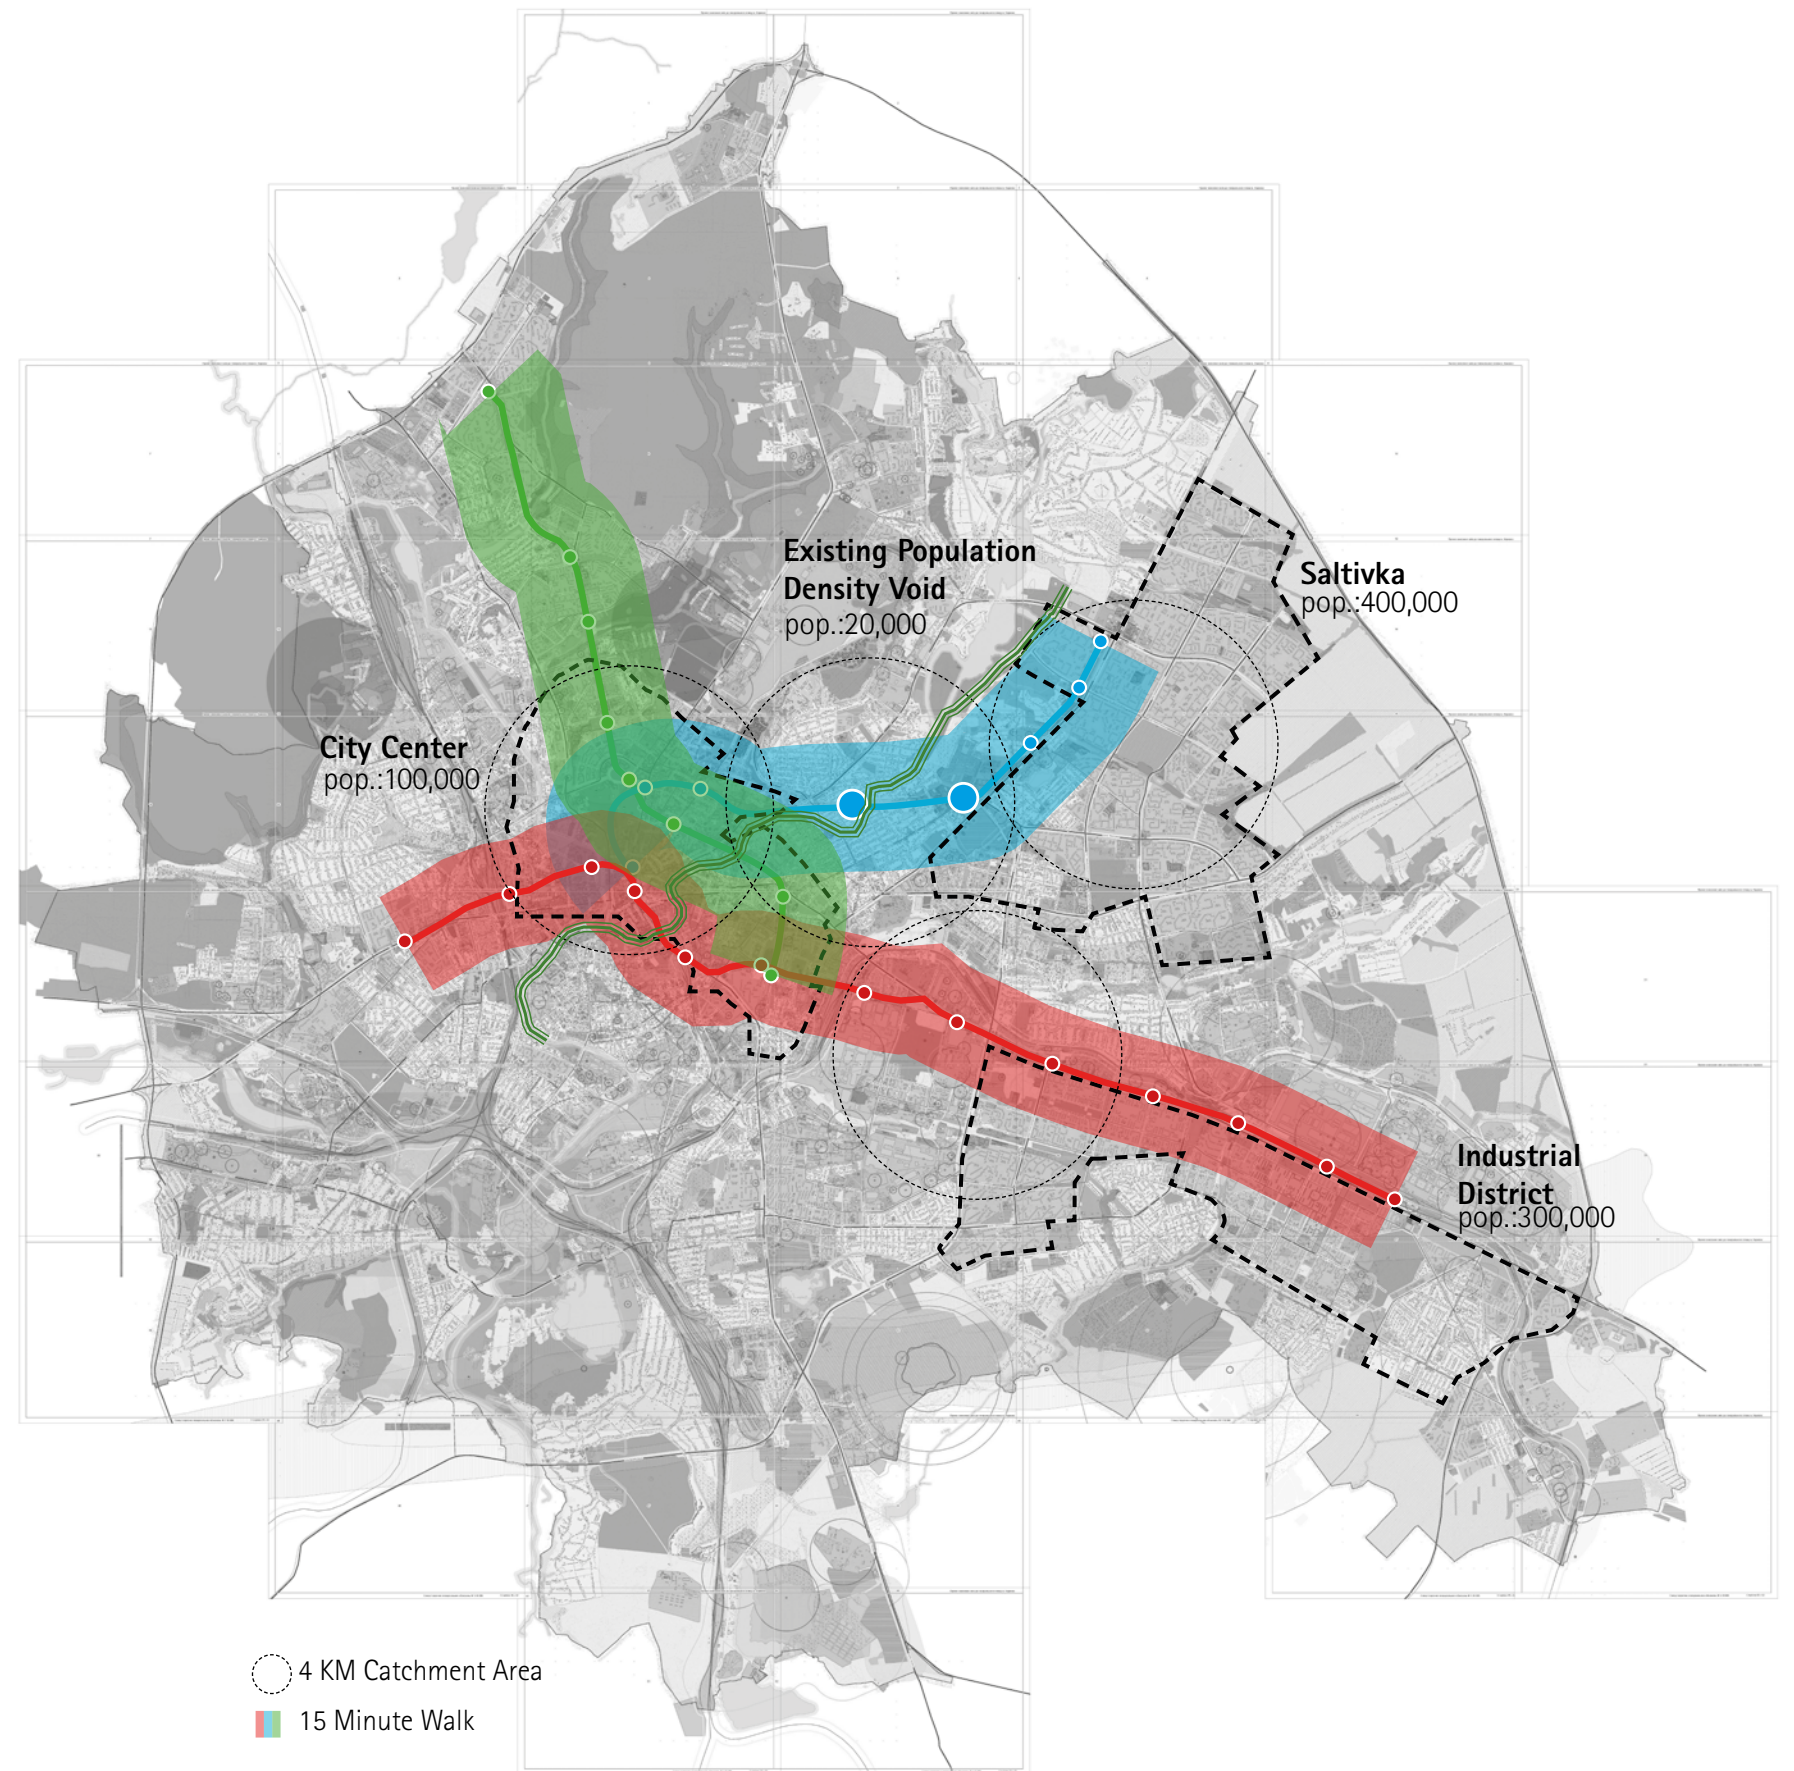 Existing Population
Density Void
pop.:20,000
Saltivka
pop.:400,000
City Center
pop.:100,000
Industrial
District
pop.:300,000
4 KM Catchment Area
15 Minute Walk